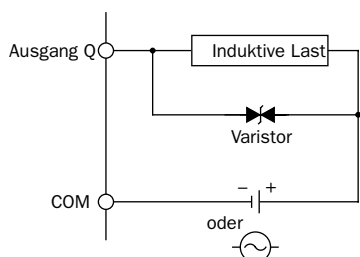 Ausgang Q
Induktive Last
Varistor
− +
COM
oder